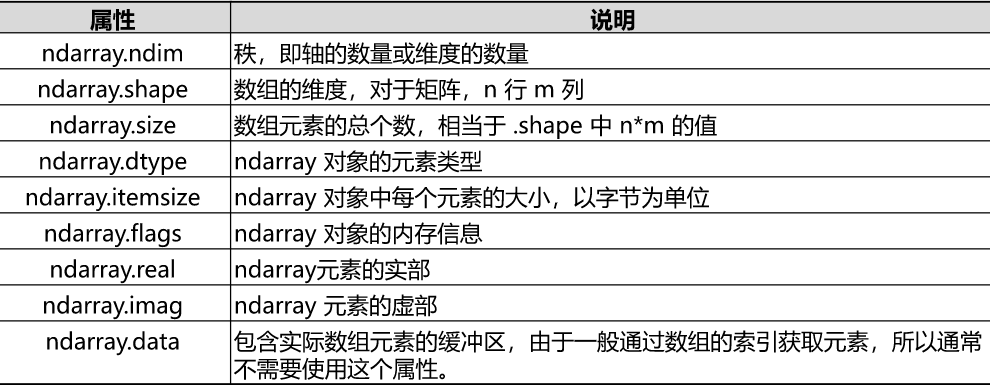 属性 说明
ndarray.ndim 秩，即轴的数量或维度的数量
ndarray.shape 数组的维度，对于矩阵，n 行 m 列
ndarray.size 数组元素的总个数，相当于 .shape 中 n*m 的值
ndarray.dtype ndarray 对象的元素类型
ndarray.itemsize ndarray 对象中每个元素的大小，以字节为单位
ndarray.flags ndarray 对象的内存信息
ndarray.real ndarray元素的实部
ndarray.imag ndarray 元素的虚部
ndarray.data 包含实际数组元素的缓冲区，由于一般通过数组的索引获取元素，所以通常
不需要使用这个属性。